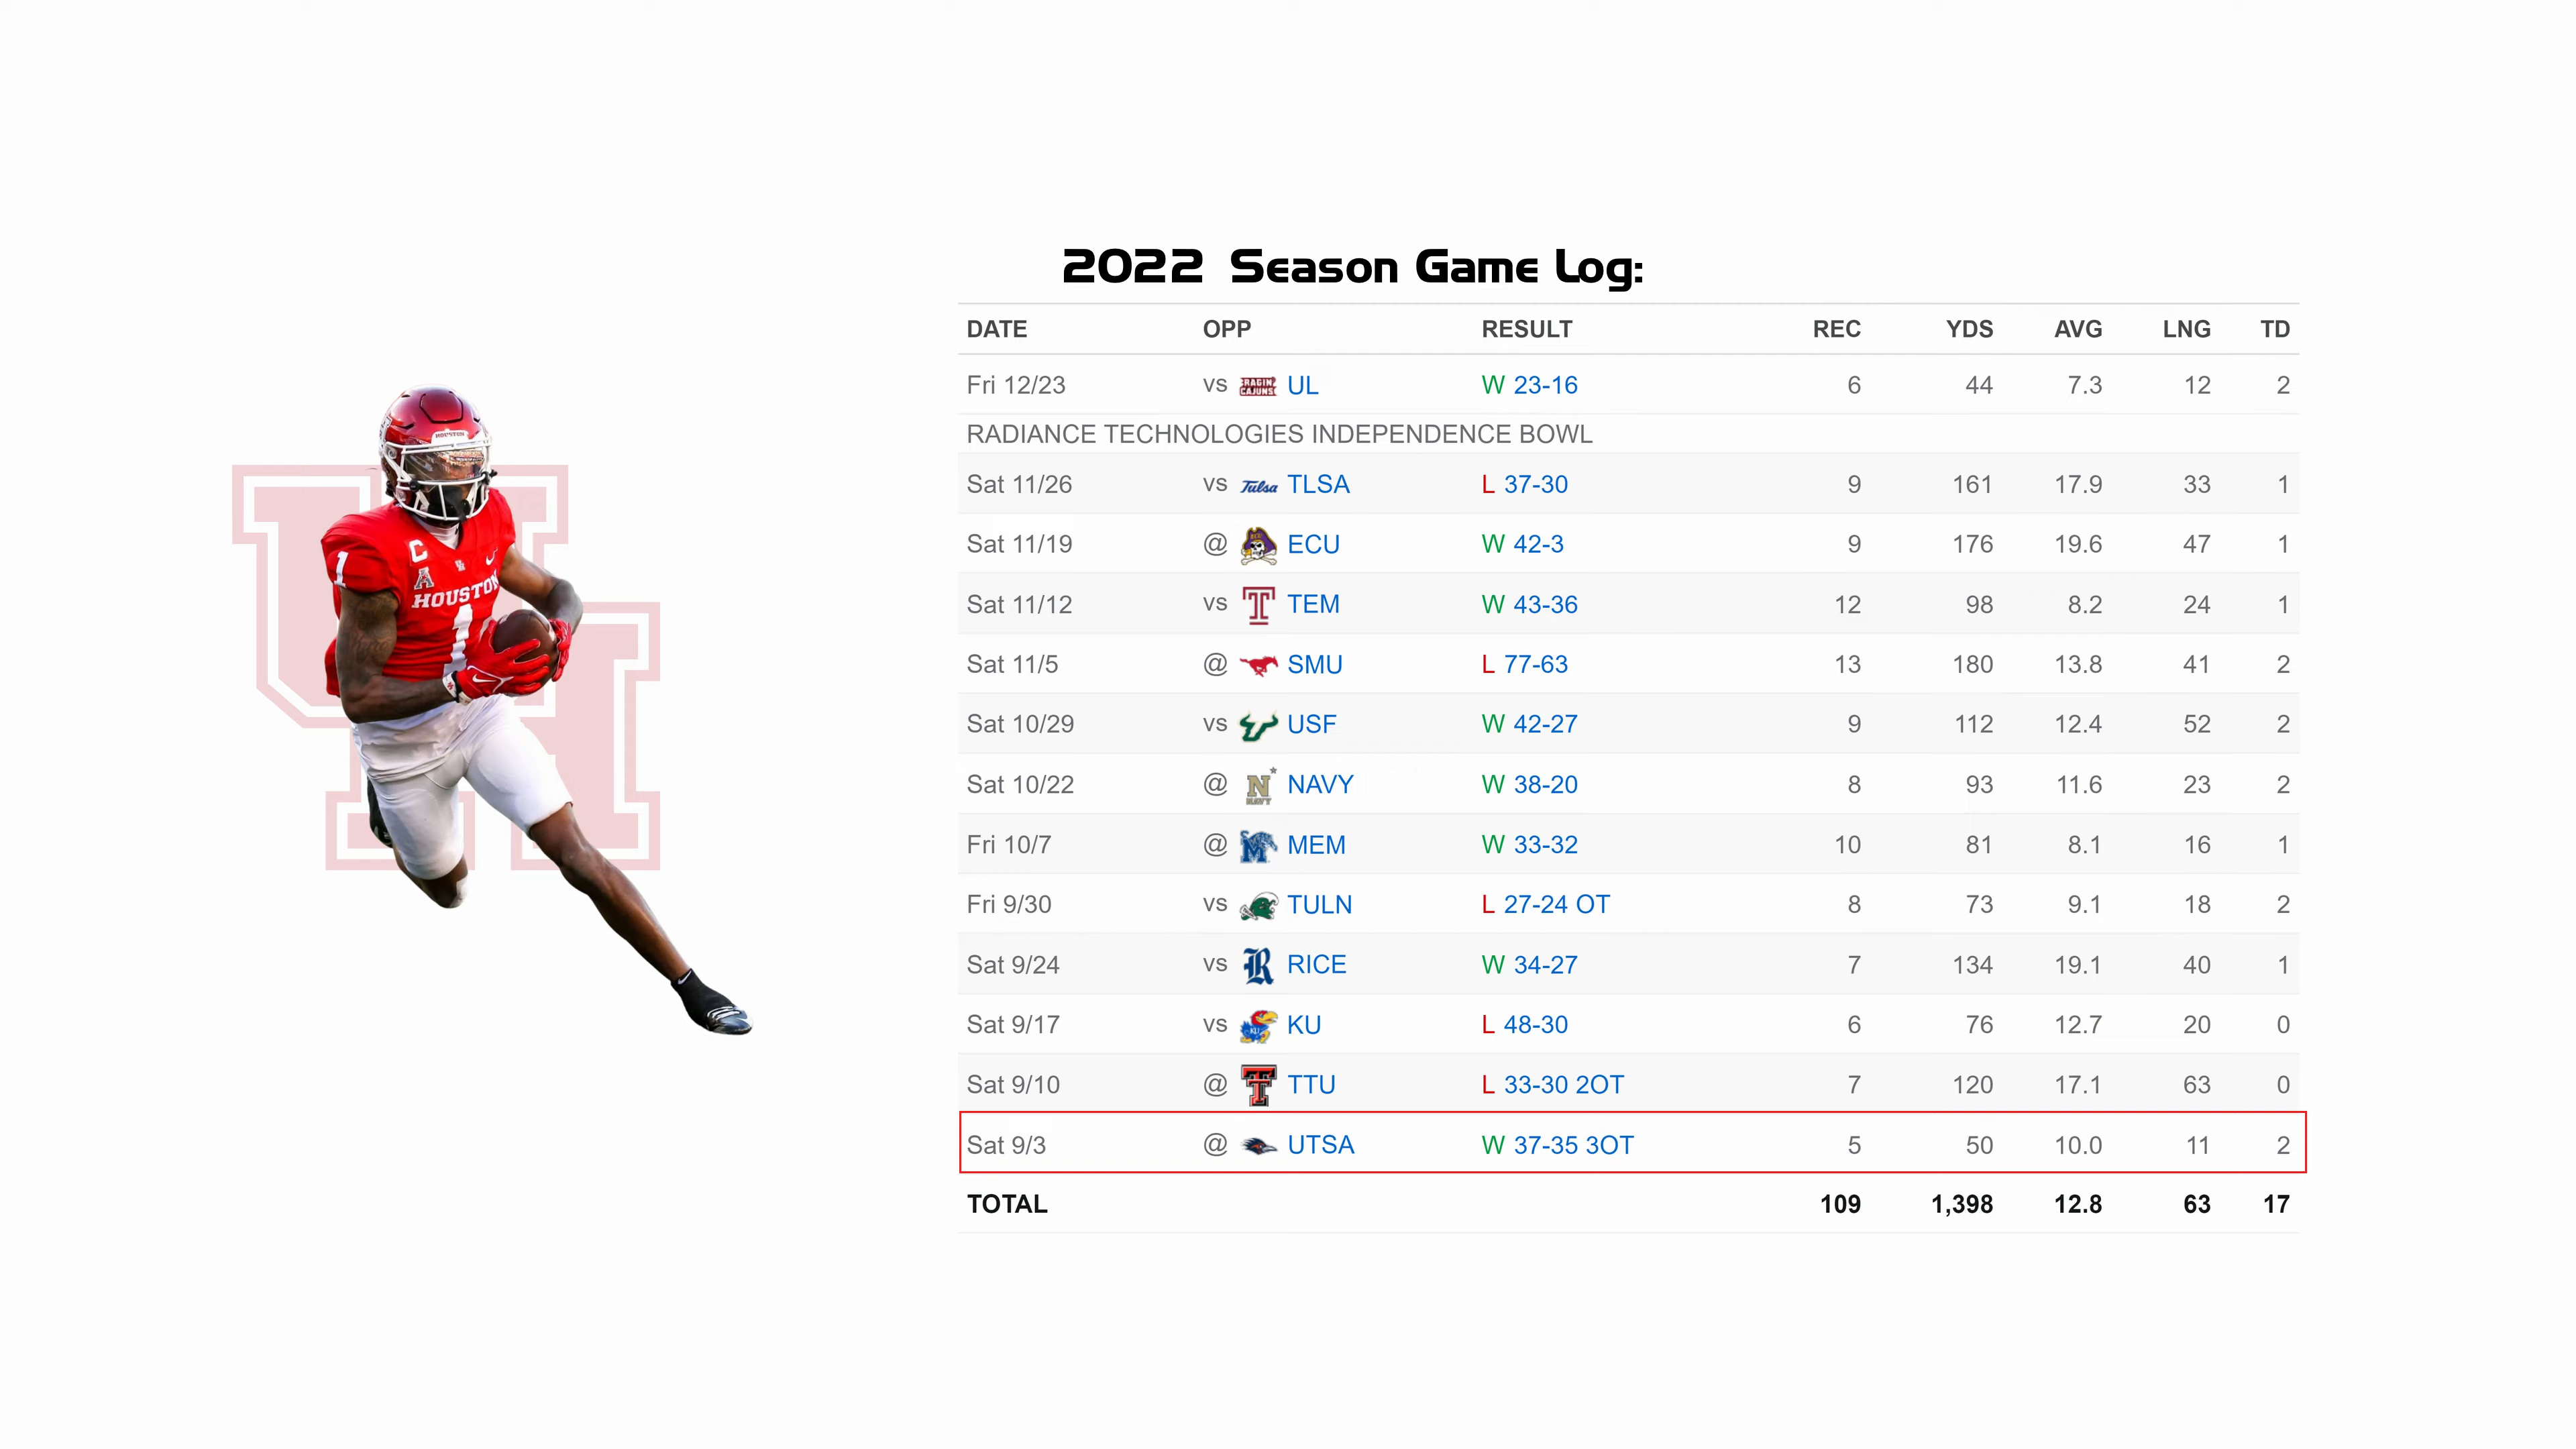 2022 Season Game Log:
DATE OPP RESULT REC YDS AVG LNG TD
Fri 12/23 vs RAGIN' CAJUNS UL W 23-16 6 44 7.3 12 2
RADIANCE TECHNOLOGIES INDEPENDENCE BOWL
Sat 11/26 vs Tulsa TLSA L 37-30 9 161 17.9 33 1
Sat 11/19 @ ECU W 42-3 9 176 19.6 47 1
Sat 11/12 vs T TEM W 43-36 12 98 8.2 24 1
Sat 11/5 @ SMU L 77-63 13 180 13.8 41 2
Sat 10/29 vs USF W 42-27 9 112 12.4 52 2
Sat 10/22 @ N NAVY NAVY W 38-20 8 93 11.6 23 2
Fri 10/7 @ M MEM W 33-32 10 81 8.1 16 1
Fri 9/30 vs TULN L 27-24 OT 8 73 9.1 18 2
Sat 9/24 vs R RICE W 34-27 7 134 19.1 40 1
Sat 9/17 vs KU KU L 48-30 6 76 12.7 20 0
Sat 9/10 @ T TTU L 33-30 2OT 7 120 17.1 63 0
Sat 9/3 @ UTSA W 37-35 3OT 5 50 10.0 11 2
TOTAL 109 1,398 12.8 63 17
HOUSTON
C
1
A
HOUSTON
1
UH